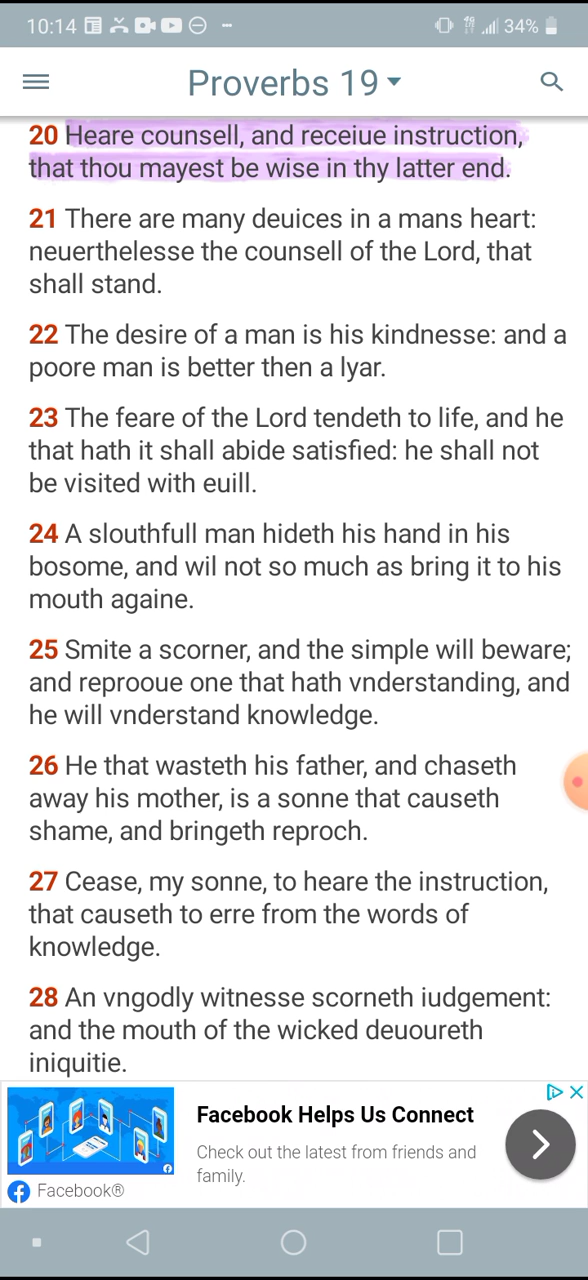 10:14 34%
Proverbs 19
20 Heare counsell, and receiue instruction,
that thou mayest be wise in thy latter end.
21 There are many deuices in a mans heart:
neuerthelesse the counsell of the Lord, that
shall stand.
22 The desire of a man is his kindnesse: and a
poore man is better then a lyar.
23 The feare of the Lord tendeth to life, and he
that hath it shall abide satisfied: he shall not
be visited with euill.
24 A slouthfull man hideth his hand in his
bosome, and wil not so much as bring it to his
mouth againe.
25 Smite a scorner, and the simple will beware;
and reprooue one that hath vnderstanding, and
he will vnderstand knowledge.
26 He that wasteth his father, and chaseth
away his mother, is a sonne that causeth
shame, and bringeth reproch.
27 Cease, my sonne, to heare the instruction,
that causeth to erre from the words of
knowledge.
28 An vngodly witnesse scorneth iudgement:
and the mouth of the wicked deuoureth
iniquitie.
Facebook Helps Us Connect
Check out the latest from friends and
family.
Facebook®